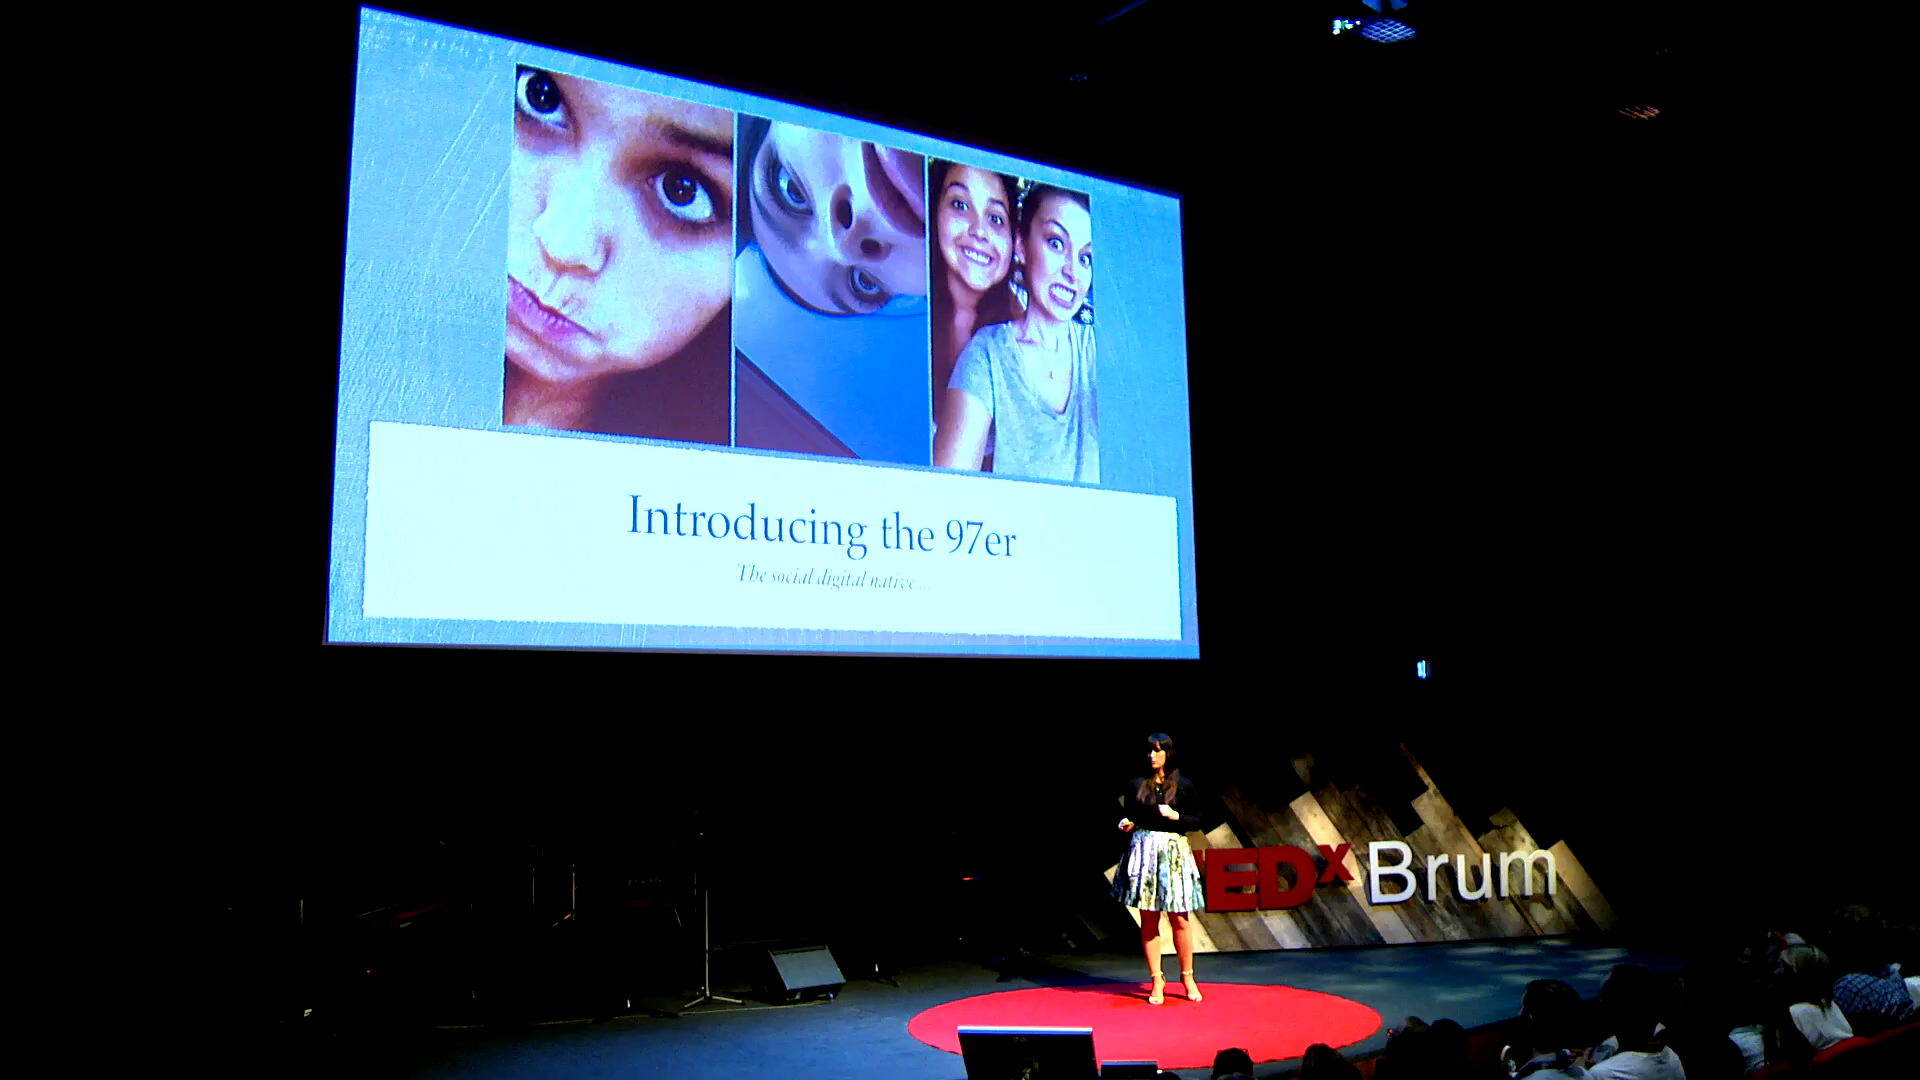 Introducing the 97er
The social digital native....
TEDx Brum